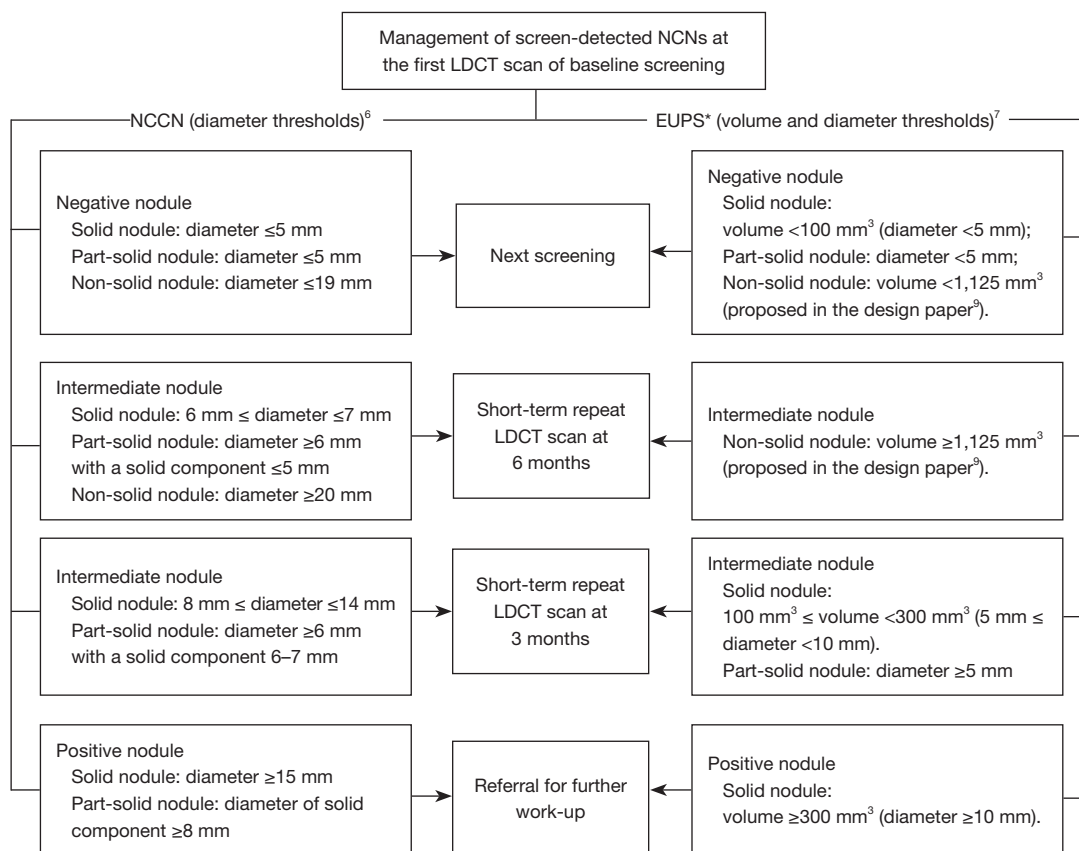 Management of screen-detected NCNs at
the first LDCT scan of baseline screening
NCCN (diameter thresholds)⁶
EUPS* (volume and diameter thresholds)⁷
Negative nodule
Solid nodule: diameter ≤5 mm
Part-solid nodule: diameter ≤5 mm
Non-solid nodule: diameter ≤19 mm
Next screening
Negative nodule
Solid nodule:
volume <100 mm³ (diameter <5 mm);
Part-solid nodule: diameter <5 mm;
Non-solid nodule: volume <1,125 mm³
(proposed in the design paper⁹).
Intermediate nodule
Solid nodule: 6 mm ≤ diameter ≤7 mm
Part-solid nodule: diameter ≥6 mm
with a solid component ≤5 mm
Non-solid nodule: diameter ≥20 mm
Short-term repeat
LDCT scan at
6 months
Intermediate nodule
Non-solid nodule: volume ≥1,125 mm³
(proposed in the design paper⁹).
Intermediate nodule
Solid nodule: 8 mm ≤ diameter ≤14 mm
Part-solid nodule: diameter ≥6 mm
with a solid component 6–7 mm
Short-term repeat
LDCT scan at
3 months
Intermediate nodule
Solid nodule:
100 mm³ ≤ volume <300 mm³ (5 mm ≤
diameter <10 mm).
Part-solid nodule: diameter ≥5 mm
Positive nodule
Solid nodule: diameter ≥15 mm
Part-solid nodule: diameter of solid
component ≥8 mm
Referral for further
work-up
Positive nodule
Solid nodule:
volume ≥300 mm³ (diameter ≥10 mm).